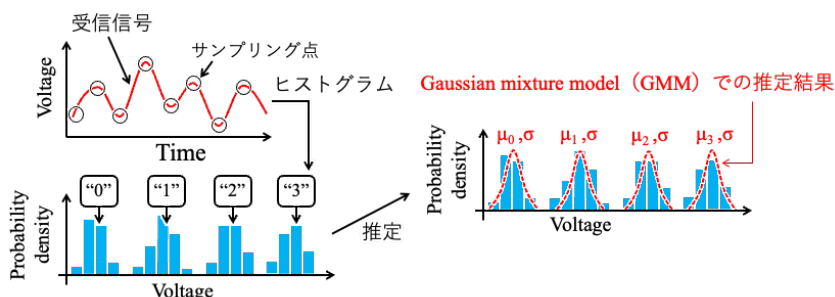 受信信号
サンプリング点
Voltage
Time
ヒストグラム
"0"
"1"
"2"
"3"
Probability
density
Voltage
推定
Gaussian mixture model（GMM）での推定結果
μ0,σ
μ1,σ
μ2,σ
μ3,σ
Probability
density
Voltage